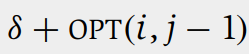 δ + OPT(i, j − 1)